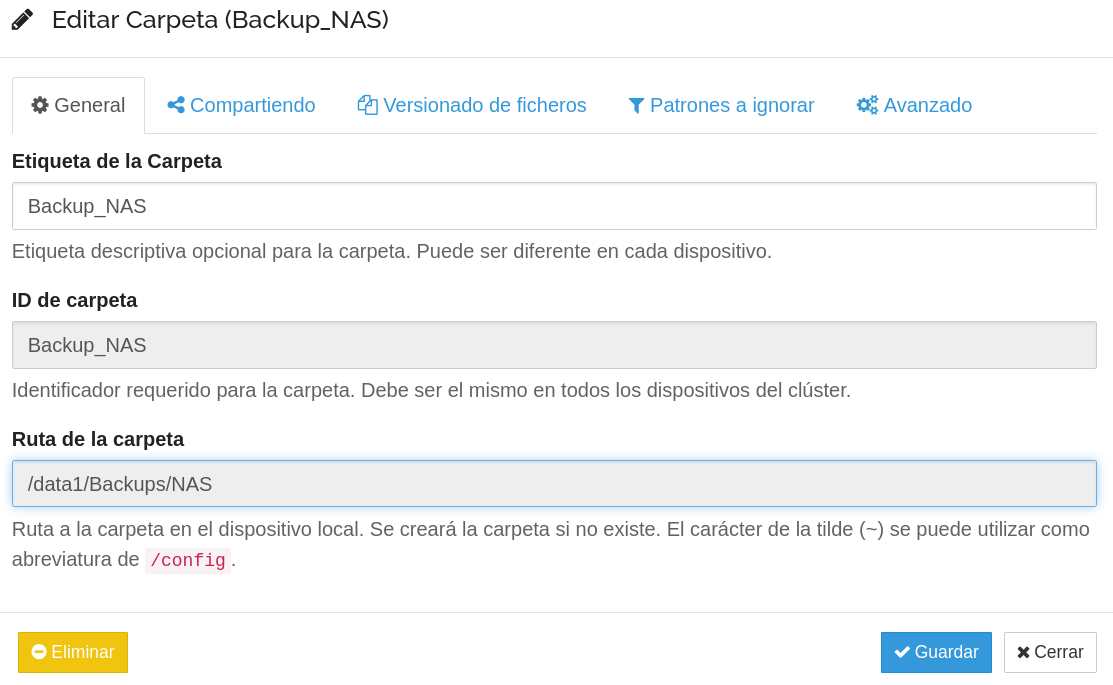 Editar Carpeta (Backup_NAS)
General Compartiendo Versionado de ficheros Patrones a ignorar Avanzado
Etiqueta de la Carpeta
Backup_NAS
Etiqueta descriptiva opcional para la carpeta. Puede ser diferente en cada dispositivo.
ID de carpeta
Backup_NAS
Identificador requerido para la carpeta. Debe ser el mismo en todos los dispositivos del clúster.
Ruta de la carpeta
/data1/Backups/NAS
Ruta a la carpeta en el dispositivo local. Se creará la carpeta si no existe. El carácter de la tilde (~) se puede utilizar como
abreviatura de /config.
Eliminar Guardar Cerrar